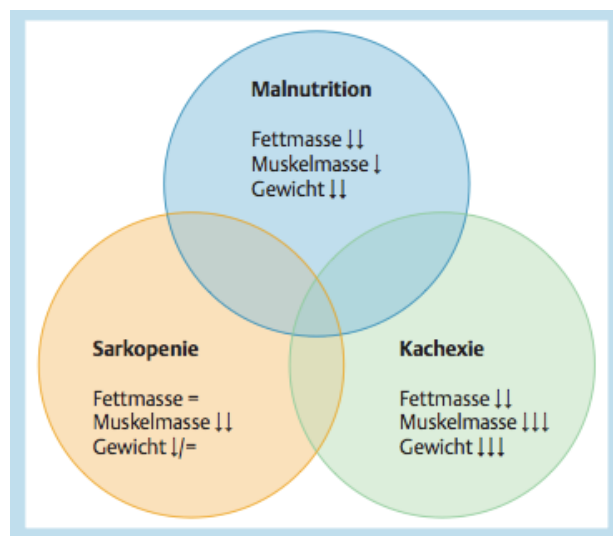 Malnutrition
Fettmasse ↓↓
Muskelmasse ↓
Gewicht ↓↓
Sarkopenie
Fettmasse =
Muskelmasse ↓↓
Gewicht ↓/=
Kachexie
Fettmasse ↓↓
Muskelmasse ↓↓↓
Gewicht ↓↓↓